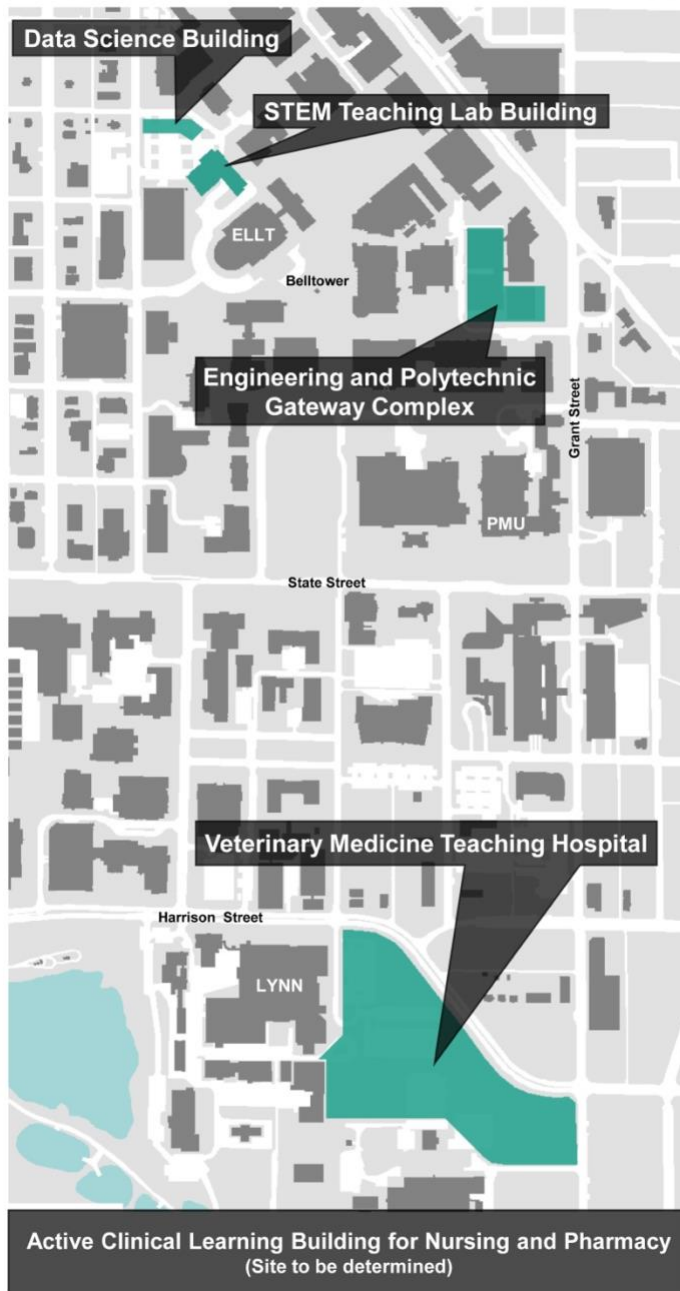 Data Science Building
STEM Teaching Lab Building
ELLT
Belltower
Engineering and Polytechnic
Gateway Complex
Grant Street
PMU
State Street
Veterinary Medicine Teaching Hospital
Harrison Street
LYNN
Active Clinical Learning Building for Nursing and Pharmacy
(Site to be determined)